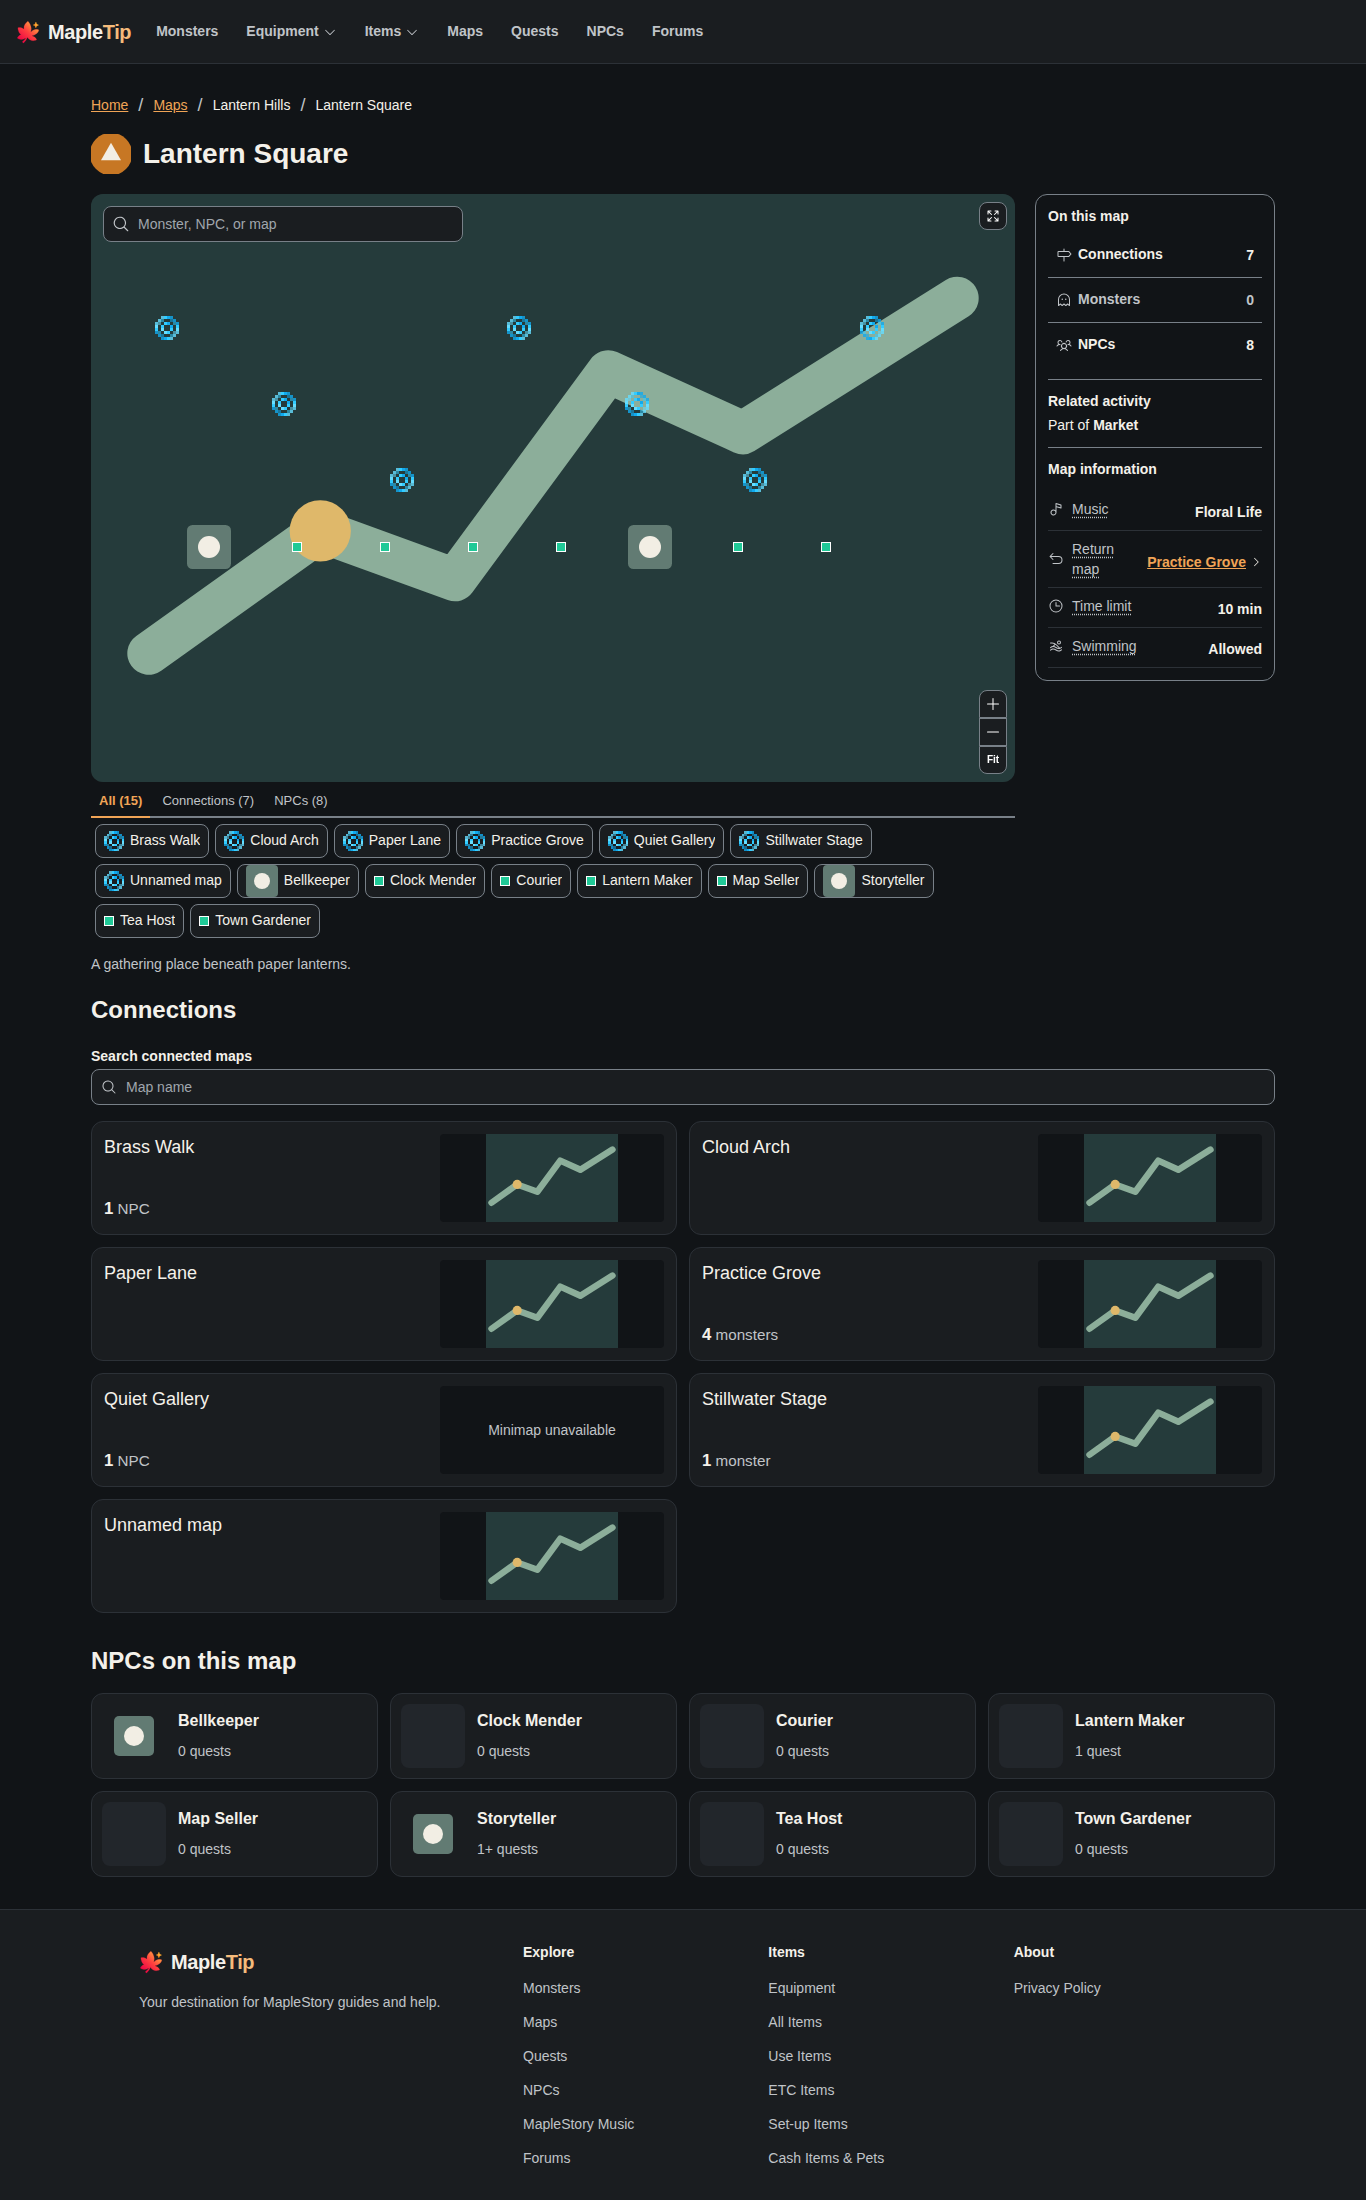 MapleTip
Monsters
Equipment
Items
Maps
Quests
NPCs
Forums
Home / Maps / Lantern Hills / Lantern Square
Lantern Square
Monster, NPC, or map
Fit
On this map
Connections 7
Monsters 0
NPCs 8
Related activity
Part of Market
Map information
Music Floral Life
Return map Practice Grove
Time limit 10 min
Swimming Allowed
All (15) Connections (7) NPCs (8)
Brass Walk Cloud Arch Paper Lane Practice Grove Quiet Gallery Stillwater Stage
Unnamed map Bellkeeper Clock Mender Courier Lantern Maker Map Seller Storyteller
Tea Host Town Gardener
A gathering place beneath paper lanterns.
Connections
Search connected maps
Map name
Brass Walk
1 NPC
Cloud Arch
Paper Lane
Practice Grove
4 monsters
Quiet Gallery
1 NPC
Minimap unavailable
Stillwater Stage
1 monster
Unnamed map
NPCs on this map
Bellkeeper
0 quests
Clock Mender
0 quests
Courier
0 quests
Lantern Maker
1 quest
Map Seller
0 quests
Storyteller
1+ quests
Tea Host
0 quests
Town Gardener
0 quests
MapleTip
Your destination for MapleStory guides and help.
Explore
Monsters
Maps
Quests
NPCs
MapleStory Music
Forums
Items
Equipment
All Items
Use Items
ETC Items
Set-up Items
Cash Items & Pets
About
Privacy Policy